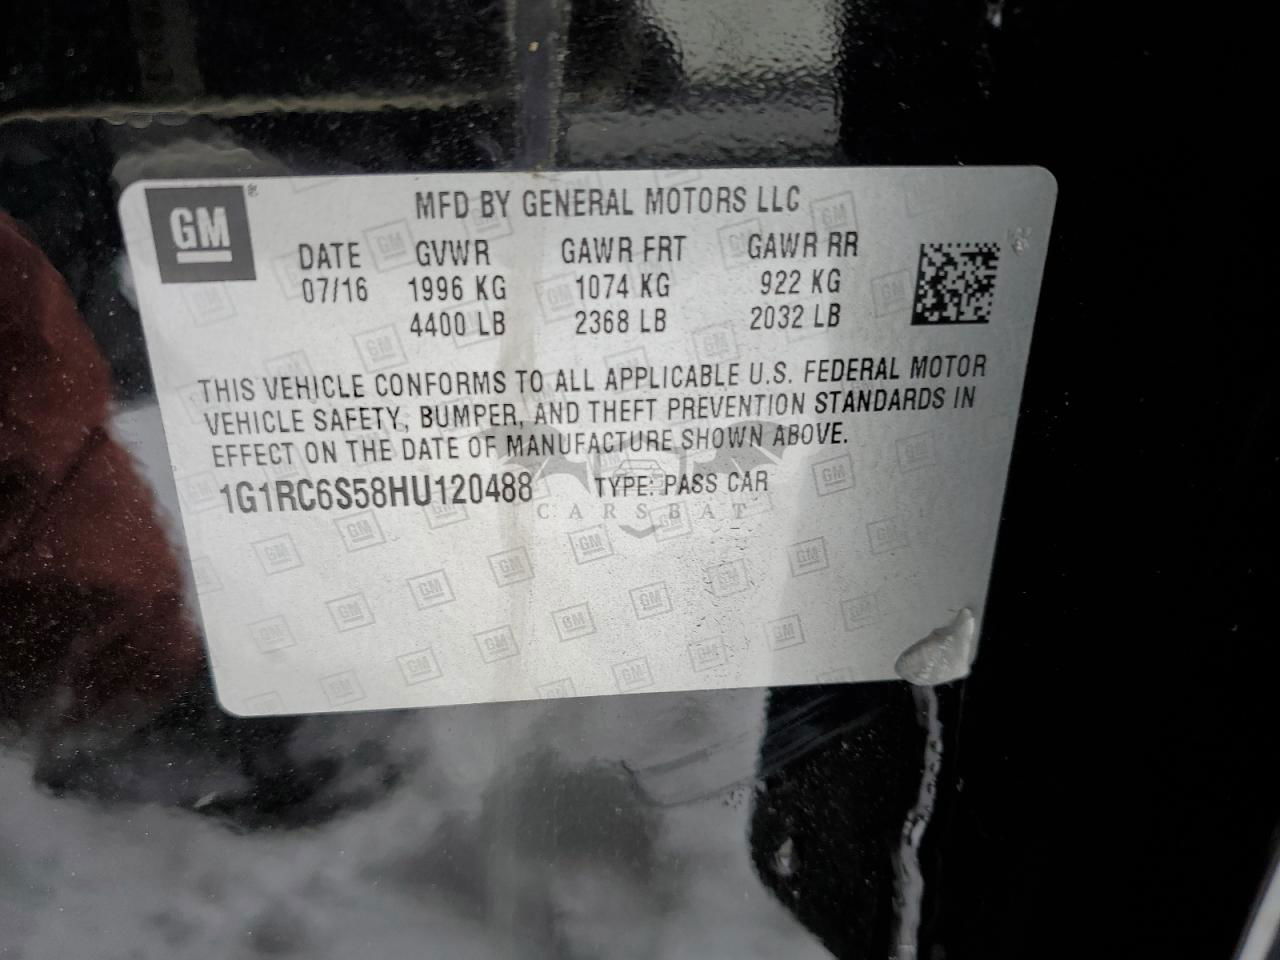 GM ®
MFD BY GENERAL MOTORS LLC
DATE GVWR GAWR FRT GAWR RR
07/16 1996 KG 1074 KG 922 KG
4400 LB 2368 LB 2032 LB
THIS VEHICLE CONFORMS TO ALL APPLICABLE U.S. FEDERAL MOTOR
VEHICLE SAFETY, BUMPER, AND THEFT PREVENTION STANDARDS IN
EFFECT ON THE DATE OF MANUFACTURE SHOWN ABOVE.
1G1RC6S58HU120488 TYPE: PASS CAR
CARSBAT